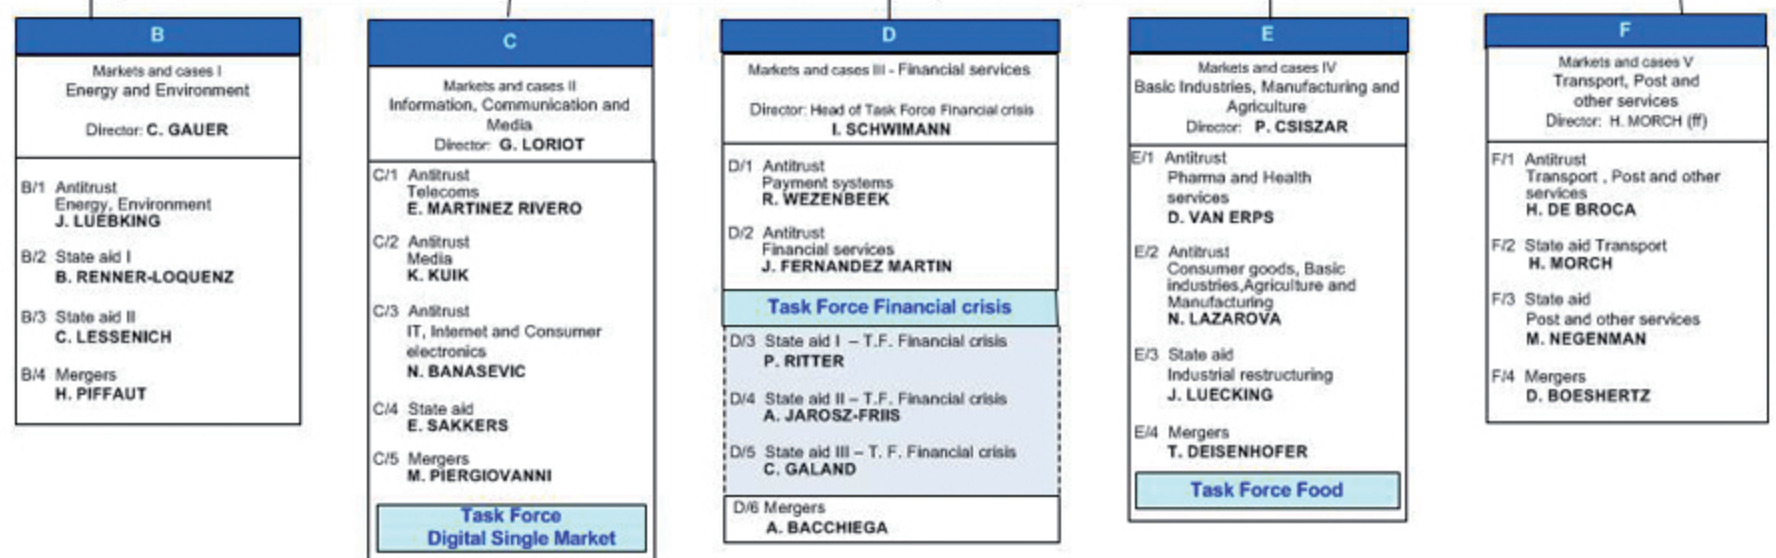 B
Markets and cases I
Energy and Environment
Director: C. GAUER
B/1 Antitrust
Energy, Environment
J. LUEBKING
B/2 State aid I
B. RENNER-LOQUENZ
B/3 State aid II
C. LESSENICH
B/4 Mergers
H. PIFFAUT
C
Markets and cases II
Information, Communication and
Media
Director: G. LORIOT
C/1 Antitrust
Telecoms
E. MARTINEZ RIVERO
C/2 Antitrust
Media
K. KUIK
C/3 Antitrust
IT, Internet and Consumer
electronics
N. BANASEVIC
C/4 State aid
E. SAKKERS
C/5 Mergers
M. PIERGIOVANNI
Task Force
Digital Single Market
D
Markets and cases III - Financial services
Director: Head of Task Force Financial crisis
I. SCHWIMANN
D/1 Antitrust
Payment systems
R. WEZENBEEK
D/2 Antitrust
Financial services
J. FERNANDEZ MARTIN
Task Force Financial crisis
D/3 State aid I – T.F. Financial crisis
P. RITTER
D/4 State aid II – T.F. Financial crisis
A. JAROSZ-FRIIS
D/5 State aid III – T. F. Financial crisis
C. GALAND
D/6 Mergers
A. BACCHIEGA
E
Markets and cases IV
Basic Industries, Manufacturing and
Agriculture
Director: P. CSISZAR
E/1 Antitrust
Pharma and Health
services
D. VAN ERPS
E/2 Antitrust
Consumer goods, Basic
industries,Agriculture and
Manufacturing
N. LAZAROVA
E/3 State aid
Industrial restructuring
J. LUECKING
E/4 Mergers
T. DEISENHOFER
Task Force Food
F
Markets and cases V
Transport, Post and
other services
Director: H. MORCH (ff)
F/1 Antitrust
Transport , Post and other
services
H. DE BROCA
F/2 State aid Transport
H. MORCH
F/3 State aid
Post and other services
M. NEGENMAN
F/4 Mergers
D. BOESHERTZ